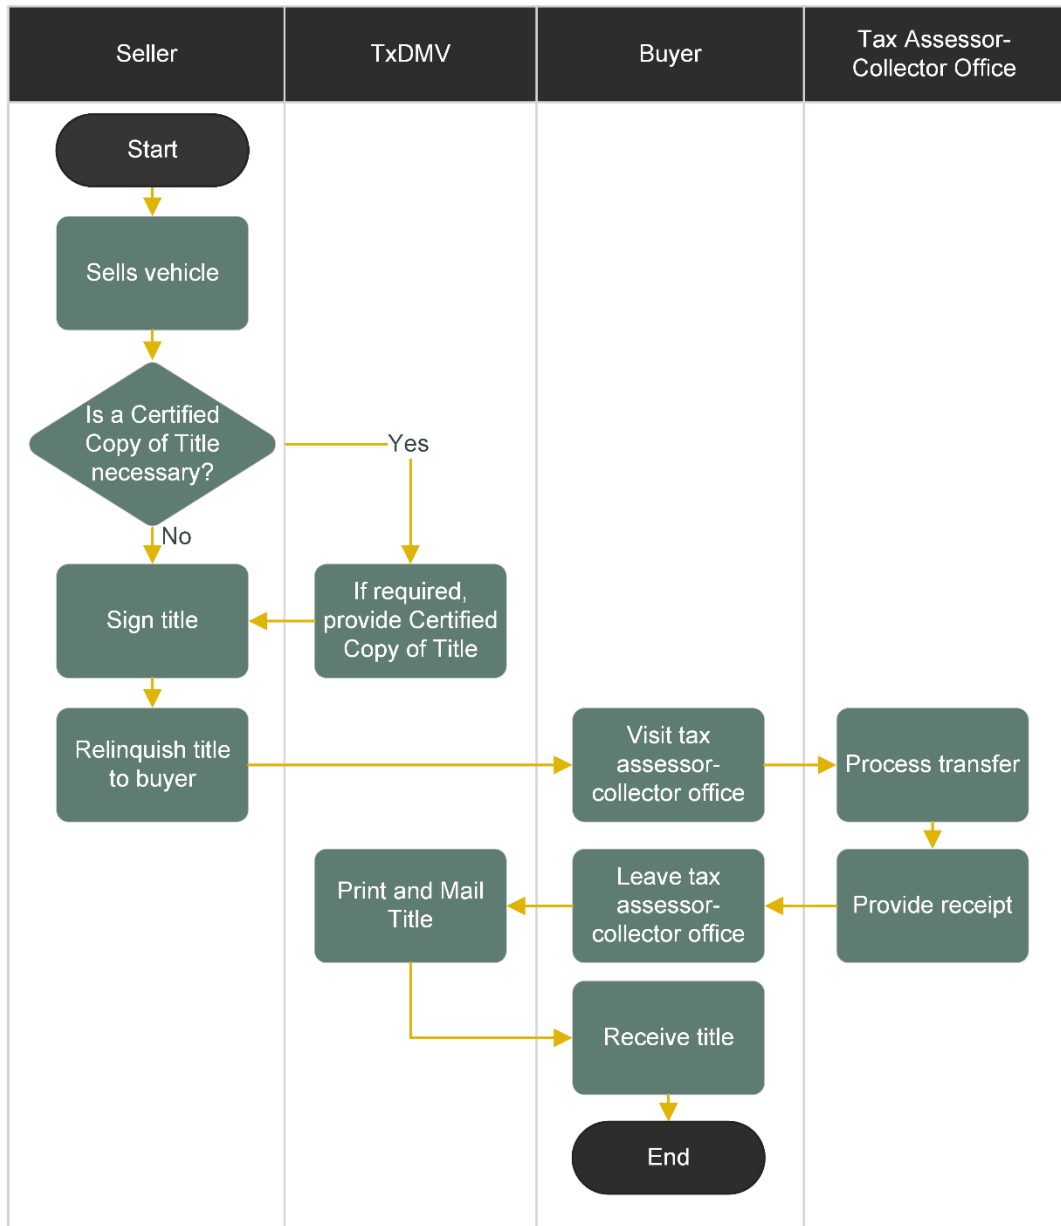 Seller
TxDMV
Buyer
Tax Assessor-
Collector Office
Start
Sells vehicle
Is a Certified
Copy of Title
necessary?
Yes
No
Sign title
If required,
provide Certified
Copy of Title
Relinquish title
to buyer
Visit tax
assessor-
collector office
Process transfer
Print and Mail
Title
Leave tax
assessor-
collector office
Provide receipt
Receive title
End